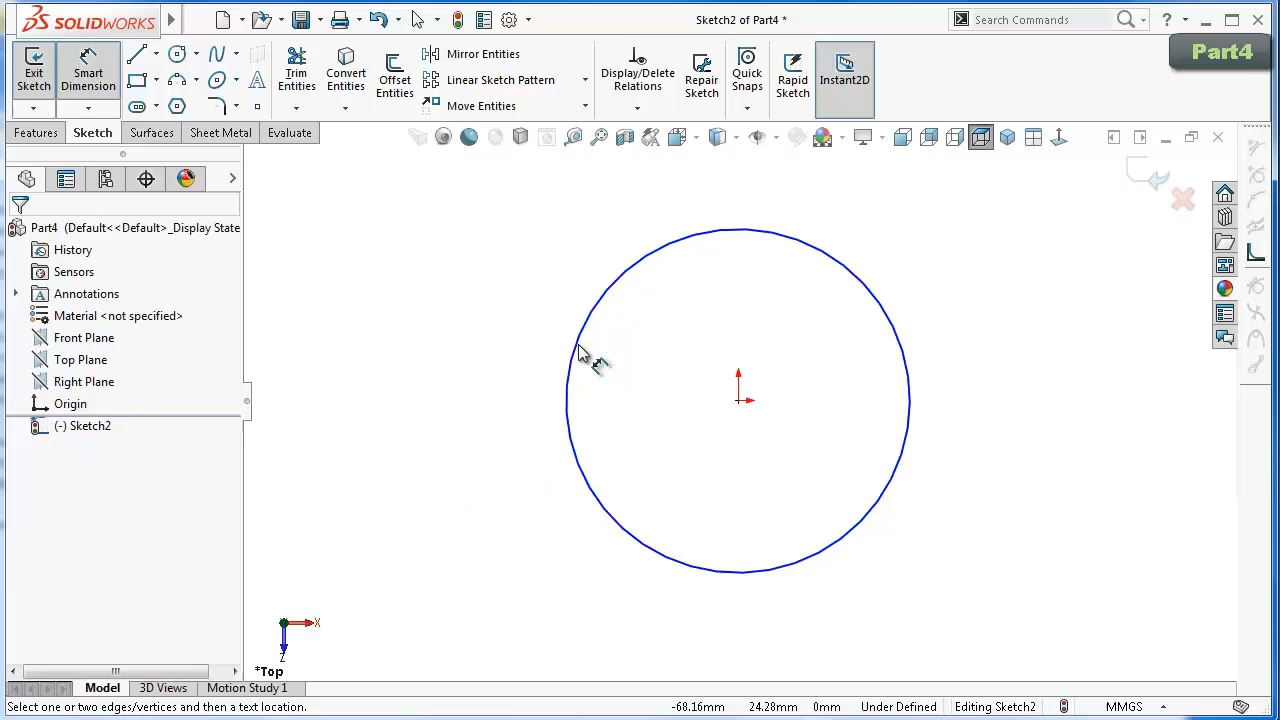 SOLIDWORKS
Sketch2 of Part4 *
Search Commands
Part4
Exit Sketch
Smart Dimension
Trim Entities
Convert Entities
Offset Entities
Mirror Entities
Linear Sketch Pattern
Move Entities
Display/Delete Relations
Repair Sketch
Quick Snaps
Rapid Sketch
Instant2D
Features
Sketch
Surfaces
Sheet Metal
Evaluate
Part4 (Default<<Default>_Display State
History
Sensors
Annotations
Material <not specified>
Front Plane
Top Plane
Right Plane
Origin
(-) Sketch2
X
Z
*Top
Model
3D Views
Motion Study 1
Select one or two edges/vertices and then a text location.
-68.16mm
24.28mm
0mm
Under Defined
Editing Sketch2
MMGS